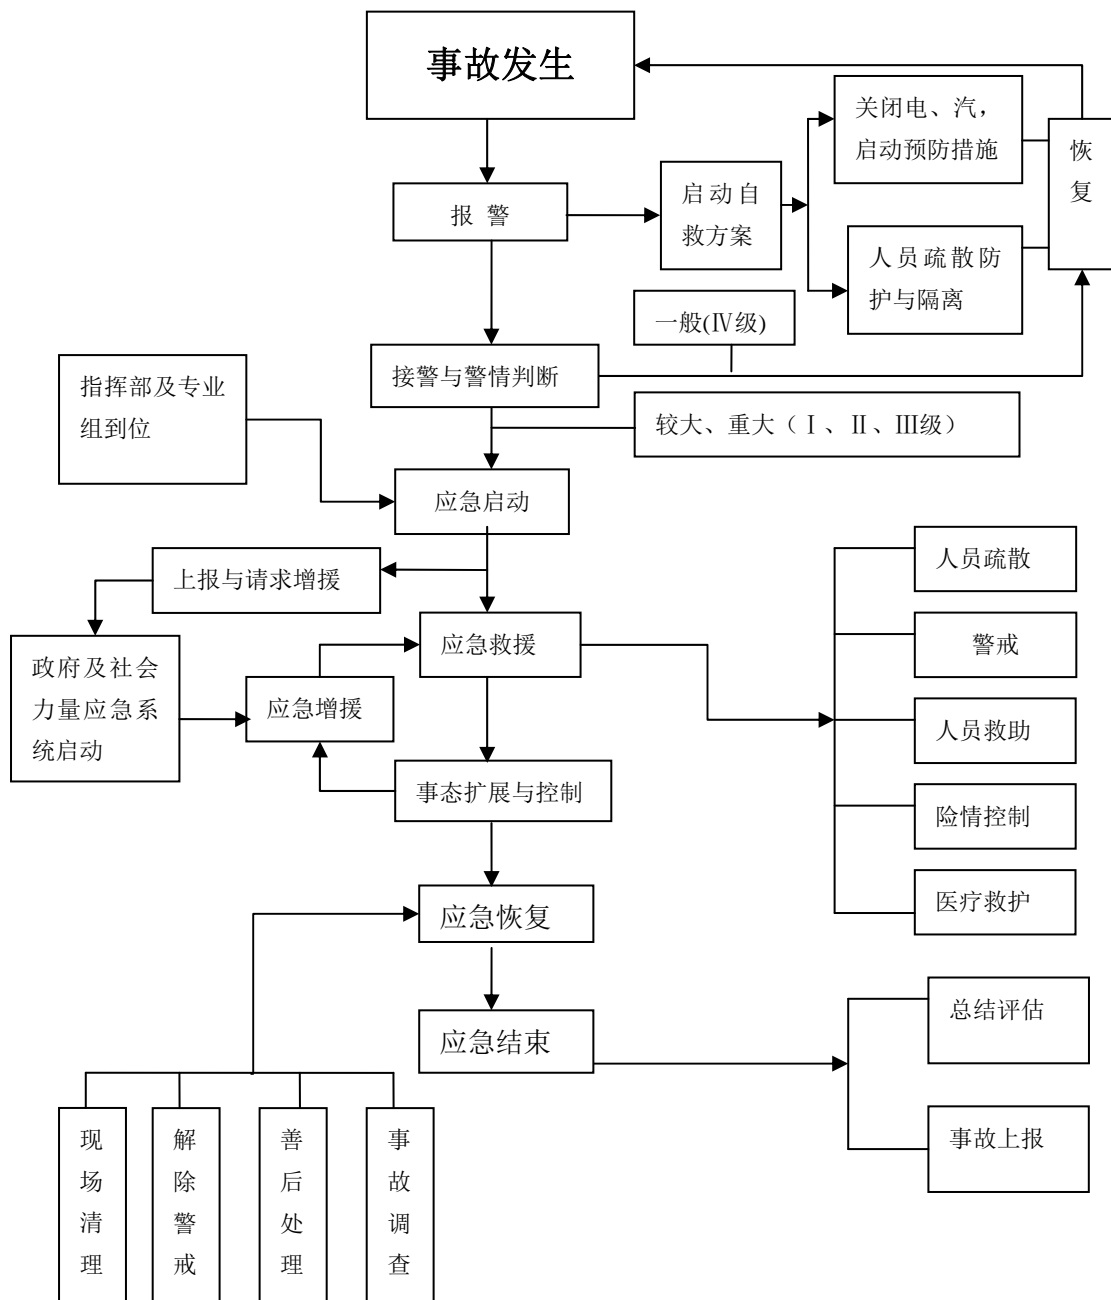 事故发生
关闭电、汽，
启动预防措施
恢
复
报 警
启动自
救方案
人员疏散防
护与隔离
一般(Ⅳ级)
接警与警情判断
指挥部及专业
组到位
较大、重大（Ⅰ、Ⅱ、Ⅲ级）
应急启动
上报与请求增援
人员疏散
政府及社会
力量应急系
统启动
应急增援
应急救援
警戒
人员救助
事态扩展与控制
险情控制
医疗救护
应急恢复
应急结束
总结评估
事故上报
现
场
清
理
解
除
警
戒
善
后
处
理
事
故
调
查